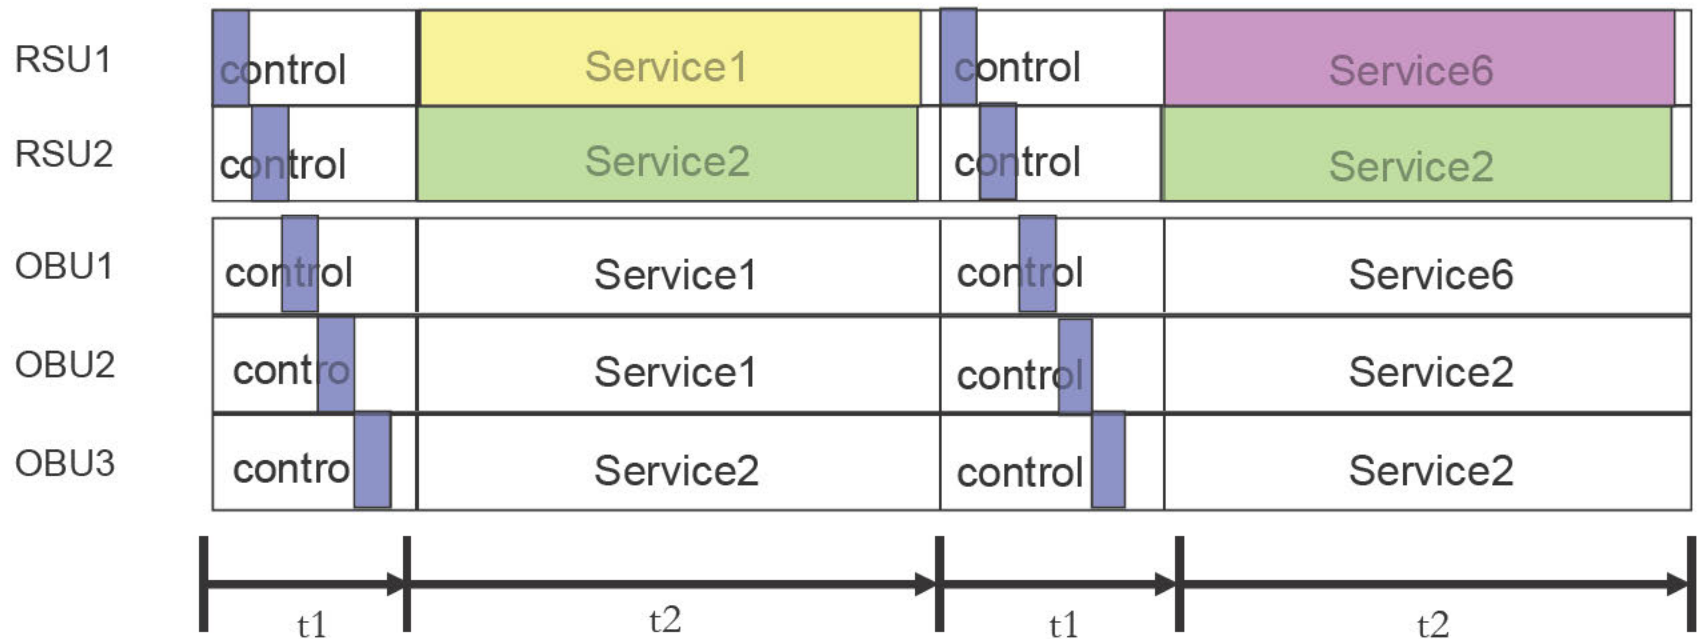 RSU1 control Service1 control Service6
RSU2 control Service2 control Service2
OBU1 control Service1 control Service6
OBU2 contro Service1 control Service2
OBU3 contro Service2 control Service2
t1 t2 t1 t2